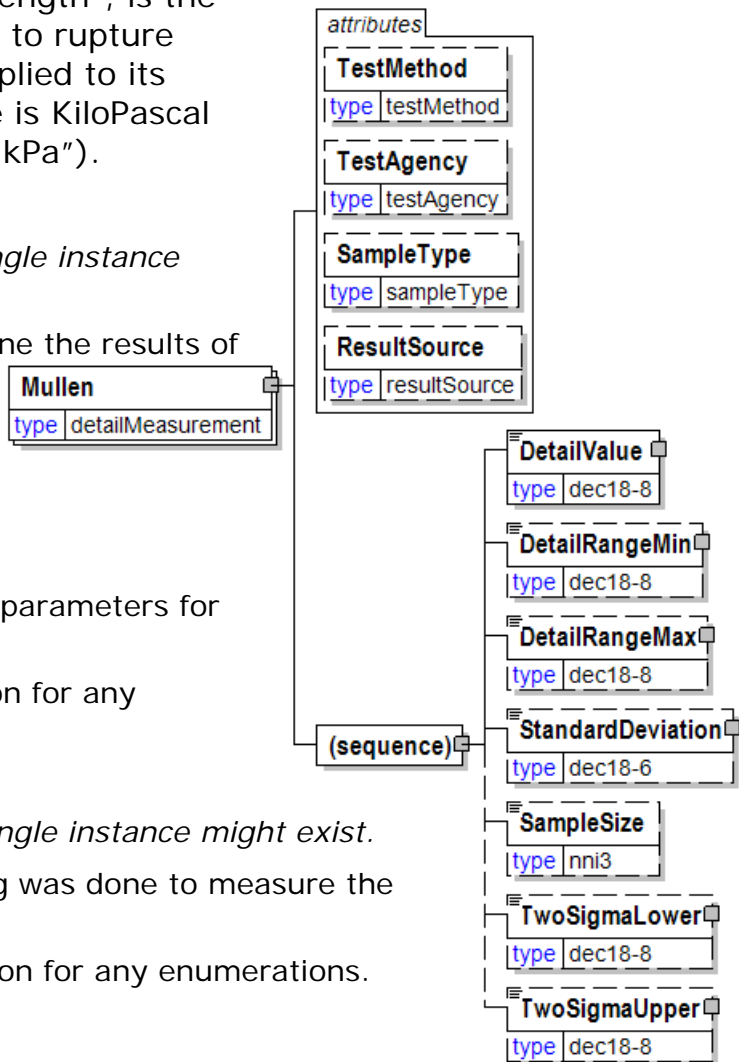 ength", is the
to rupture
plied to its
e is KiloPascal
kPa").
ngle instance
ne the results of
parameters for
on for any
ngle instance might exist.
g was done to measure the
on for any enumerations.
Mullen
type detailMeasurement
attributes
TestMethod
type testMethod
TestAgency
type testAgency
SampleType
type sampleType
ResultSource
type resultSource
(sequence)
DetailValue
type dec18-8
DetailRangeMin
type dec18-8
DetailRangeMax
type dec18-8
StandardDeviation
type dec18-6
SampleSize
type nni3
TwoSigmaLower
type dec18-8
TwoSigmaUpper
type dec18-8